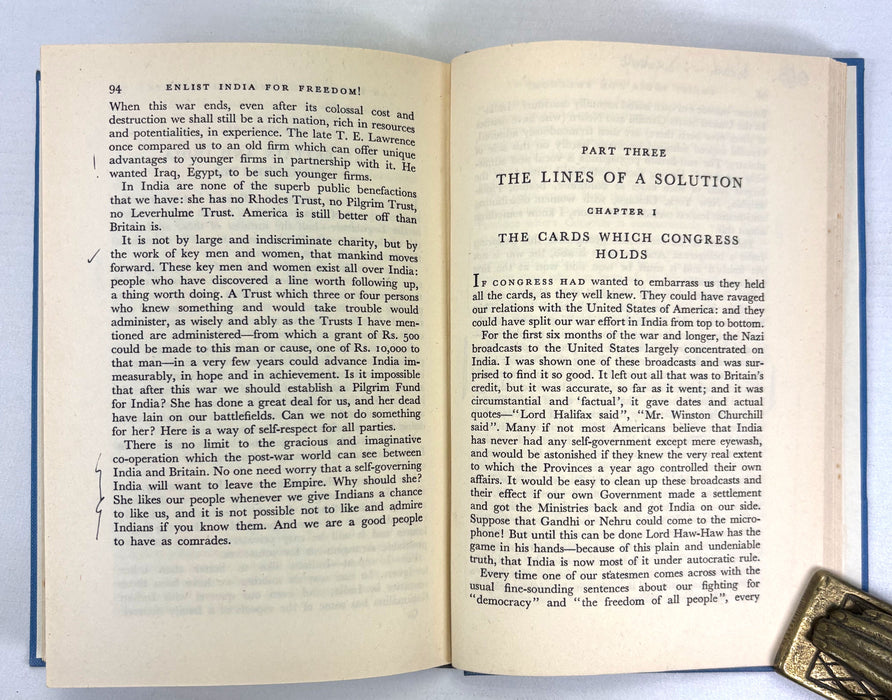 94 ENLIST INDIA FOR FREEDOM!
When this war ends, even after its colossal cost and
destruction we shall still be a rich nation, rich in resources
and potentialities, in experience. The late T. E. Lawrence
once compared us to an old firm which can offer unique
advantages to younger firms in partnership with it. He
wanted Iraq, Egypt, to be such younger firms.
In India are none of the superb public benefactions
that we have: she has no Rhodes Trust, no Pilgrim Trust,
no Leverhulme Trust. America is still better off than
Britain is.
It is not by large and indiscriminate charity, but by
the work of key men and women, that mankind moves
forward. These key men and women exist all over India:
people who have discovered a line worth following up,
a thing worth doing. A Trust which three or four persons
who knew something and would take trouble would
administer, as wisely and ably as the Trusts I have men-
tioned are administered—from which a grant of Rs. 500
could be made to this man or cause, one of Rs. 10,000 to
that man—in a very few years could advance India im-
measurably, in hope and in achievement. Is it impossible
that after this war we should establish a Pilgrim Fund
for India? She has done a great deal for us, and her dead
have lain on our battlefields. Can we not do something
for her? Here is a way of self-respect for all parties.
There is no limit to the gracious and imaginative
co-operation which the post-war world can see between
India and Britain. No one need worry that a self-governing
India will want to leave the Empire. Why should she?
She likes our people whenever we give Indians a chance
to like us, and it is not possible not to like and admire
Indians if you know them. And we are a good people
to have as comrades.
PART THREE
THE LINES OF A SOLUTION
CHAPTER I
THE CARDS WHICH CONGRESS
HOLDS
IF CONGRESS HAD wanted to embarrass us they held
all the cards, as they well knew. They could have ravaged
our relations with the United States of America: and they
could have split our war effort in India from top to bottom.
For the first six months of the war and longer, the Nazi
broadcasts to the United States largely concentrated on
India. I was shown one of these broadcasts and was sur-
prised to find it so good. It left out all that was to Britain's
credit, but it was accurate, so far as it went; and it was
circumstantial and 'factual', it gave dates and actual
quotes—"Lord Halifax said", "Mr. Winston Churchill
said". Many if not most Americans believe that India
has never had any self-government except mere eyewash,
and would be astonished if they knew the very real extent
to which the Provinces a year ago controlled their own
affairs. It would be easy to clean up these broadcasts and
their effect if our own Government made a settlement
and got the Ministries back and got India on our side.
Suppose that Gandhi or Nehru could come to the micro-
phone! But until this can be done Lord Haw-Haw has the
game in his hands—because of this plain and undeniable
truth, that India is now most of it under autocratic rule.
Every time one of our statesmen comes across with the
usual fine-sounding sentences about our fighting for
"democracy" and "the freedom of all people", every